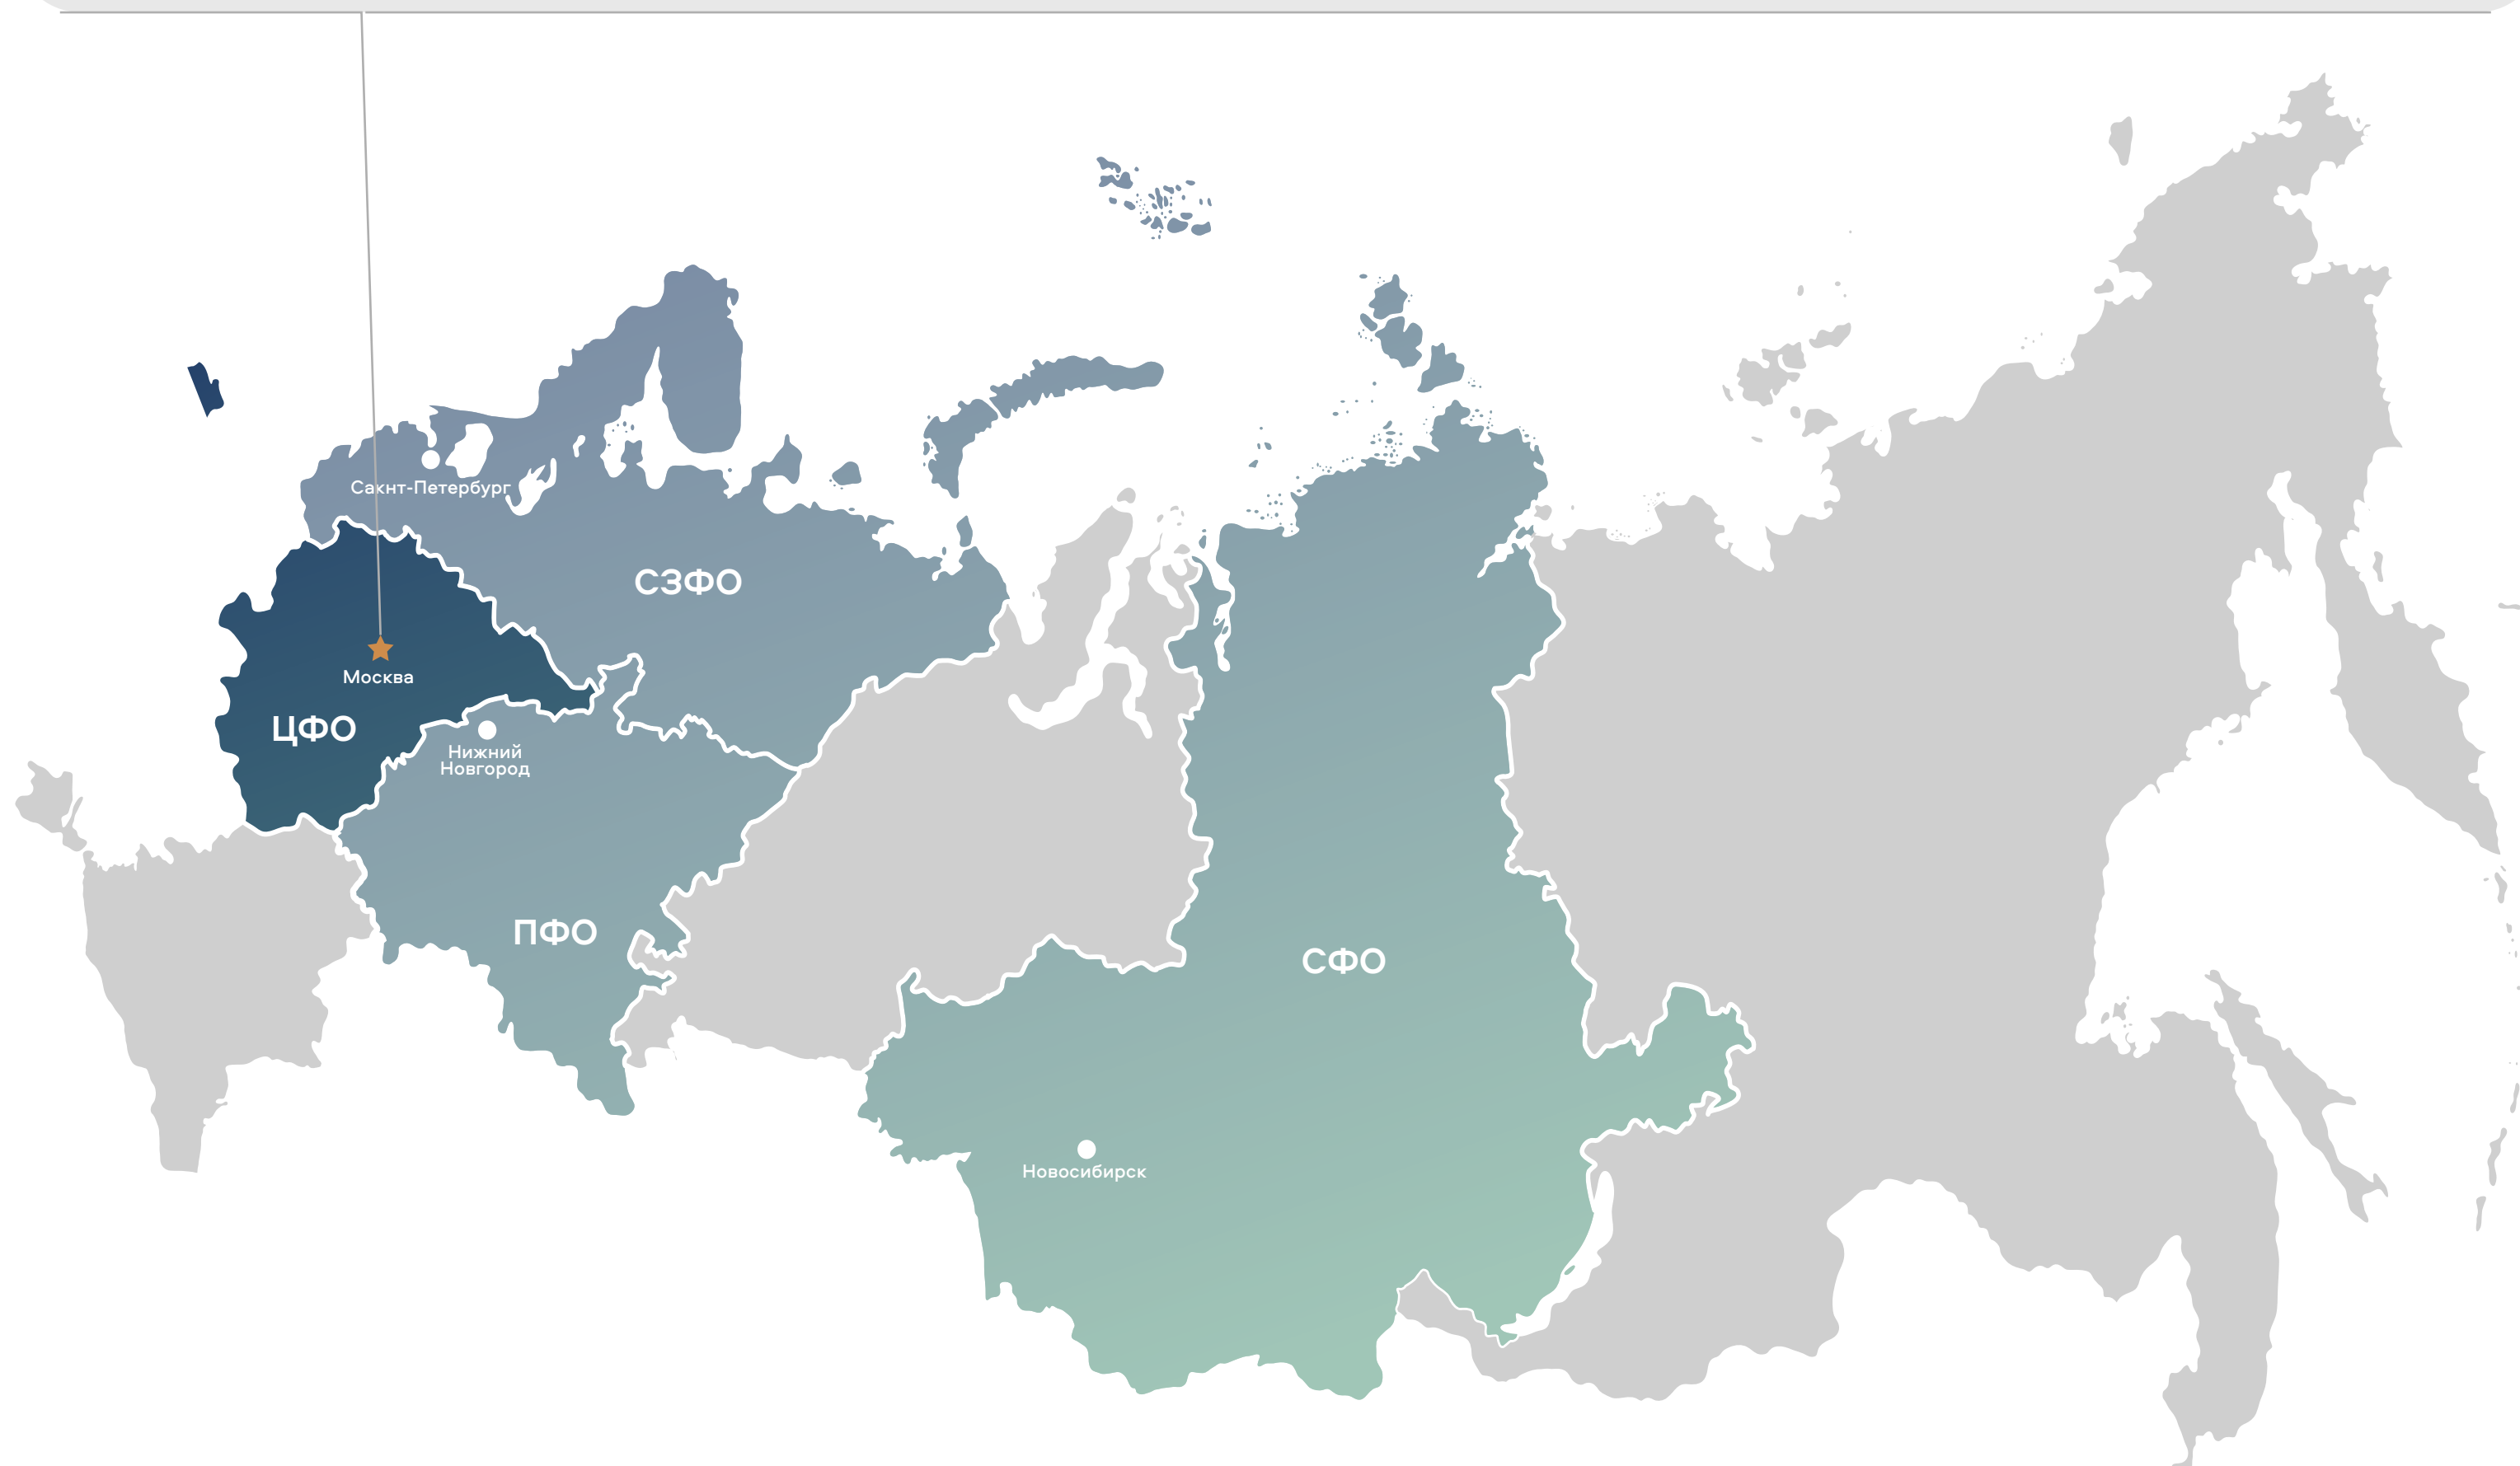 Сакнт-Петербург
СЗФО
Москва
ЦФО
Нижний
Новгород
ПФО
СФО
Новосибирск